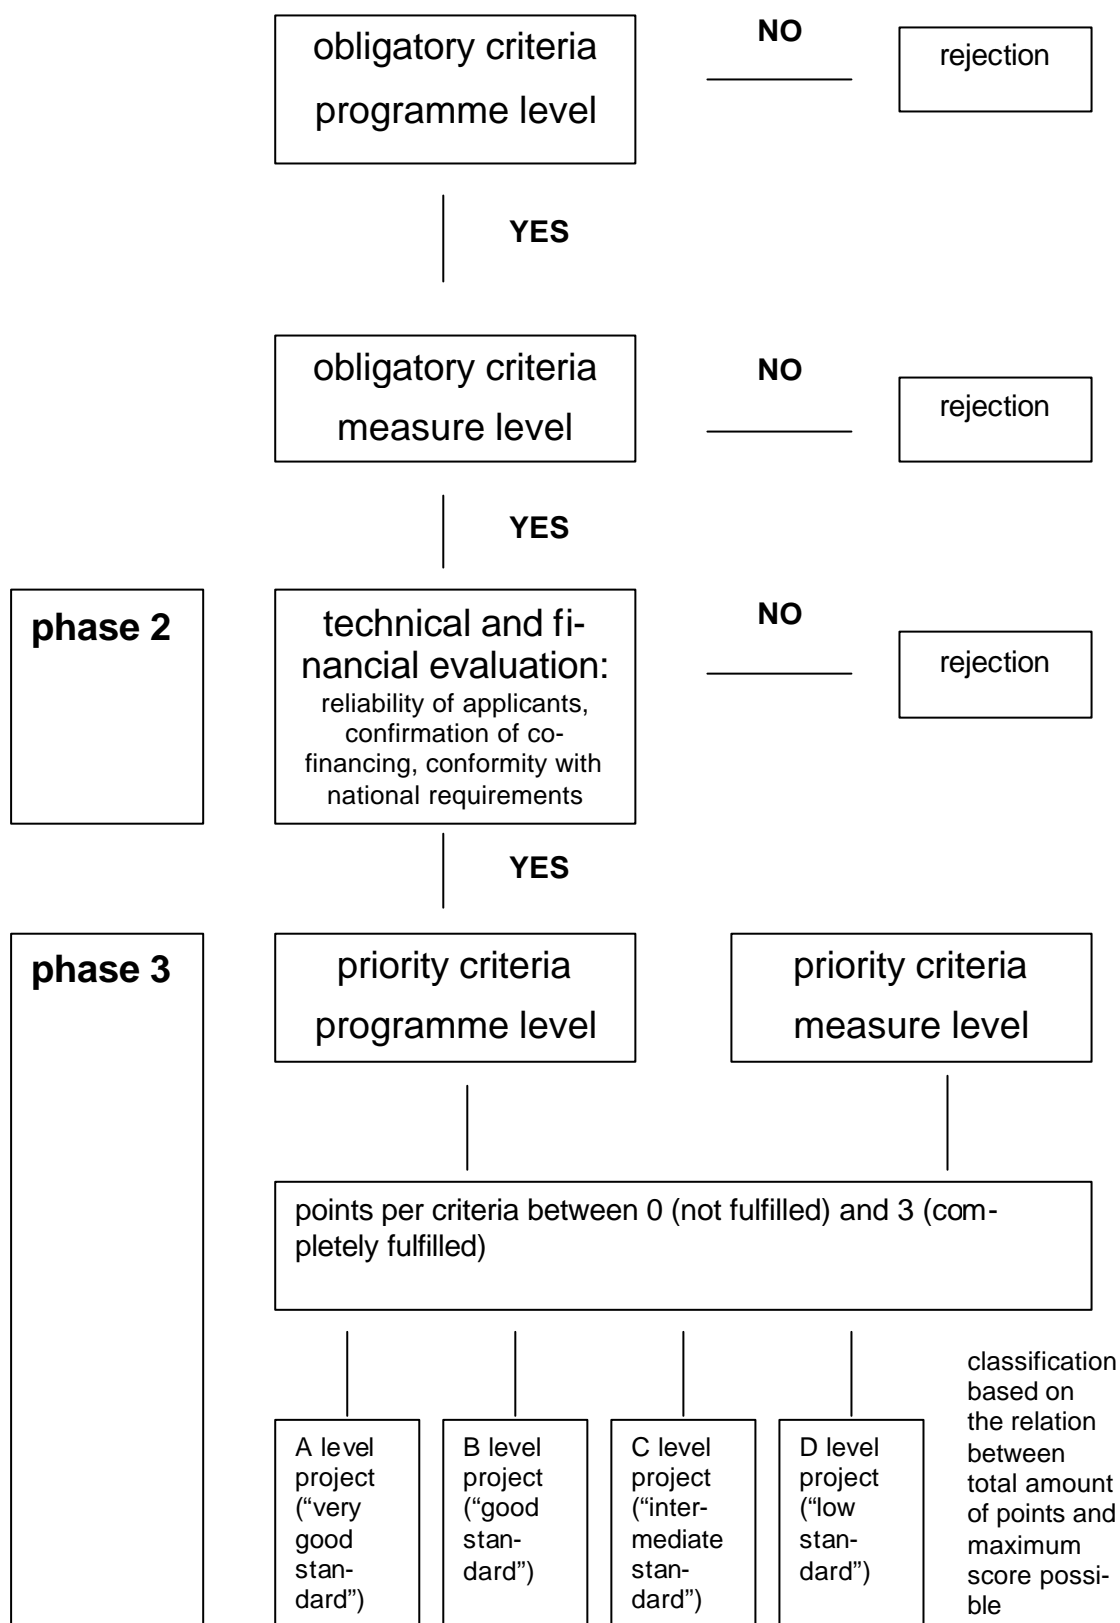 obligatory criteria
programme level
NO
rejection
YES
obligatory criteria
measure level
NO
rejection
YES
phase 2
technical and fi-
nancial evaluation:
reliability of applicants,
confirmation of co-
financing, conformity with
national requirements
NO
rejection
YES
phase 3
priority criteria
programme level
priority criteria
measure level
points per criteria between 0 (not fulfilled) and 3 (com-
pletely fulfilled)
A level
project
(“very
good
stan-
dard”)
B level
project
(“good
stan-
dard”)
C level
project
(“inter-
mediate
stan-
dard”)
D level
project
(“low
stan-
dard”)
classification
based on
the relation
between
total amount
of points and
maximum
score possi-
ble